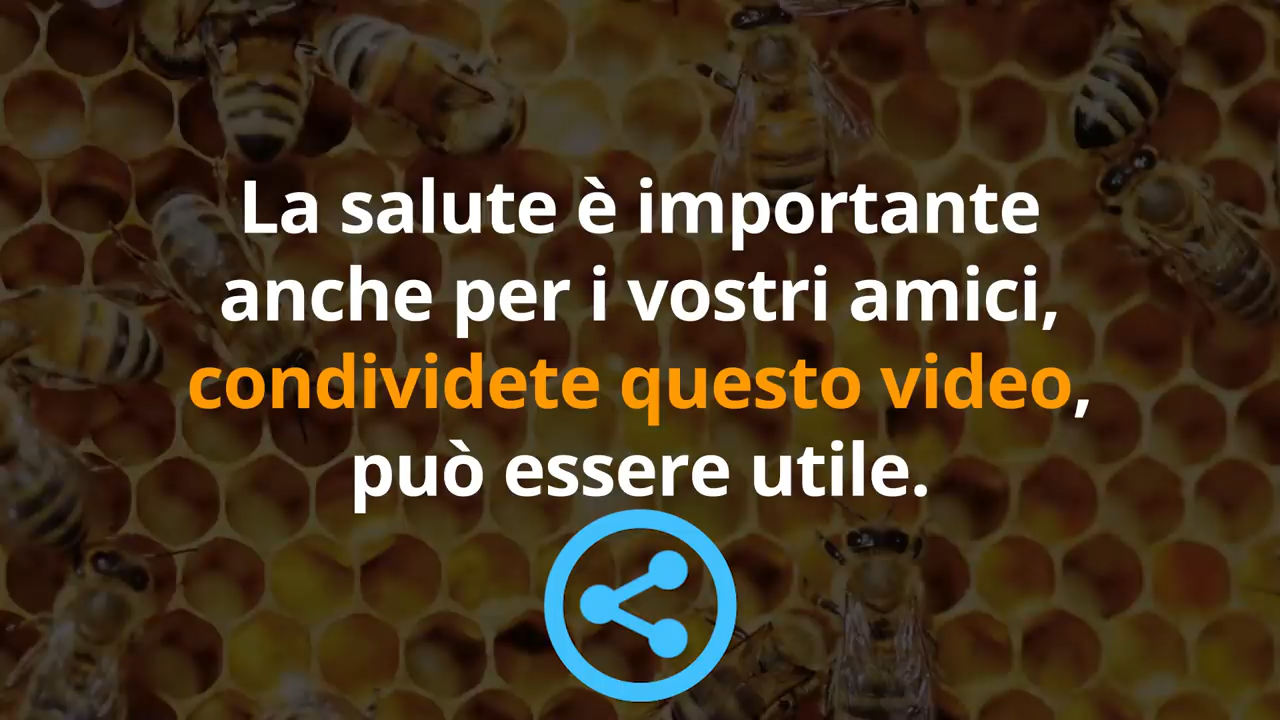 La salute è importante
anche per i vostri amici,
condividete questo video,
può essere utile.